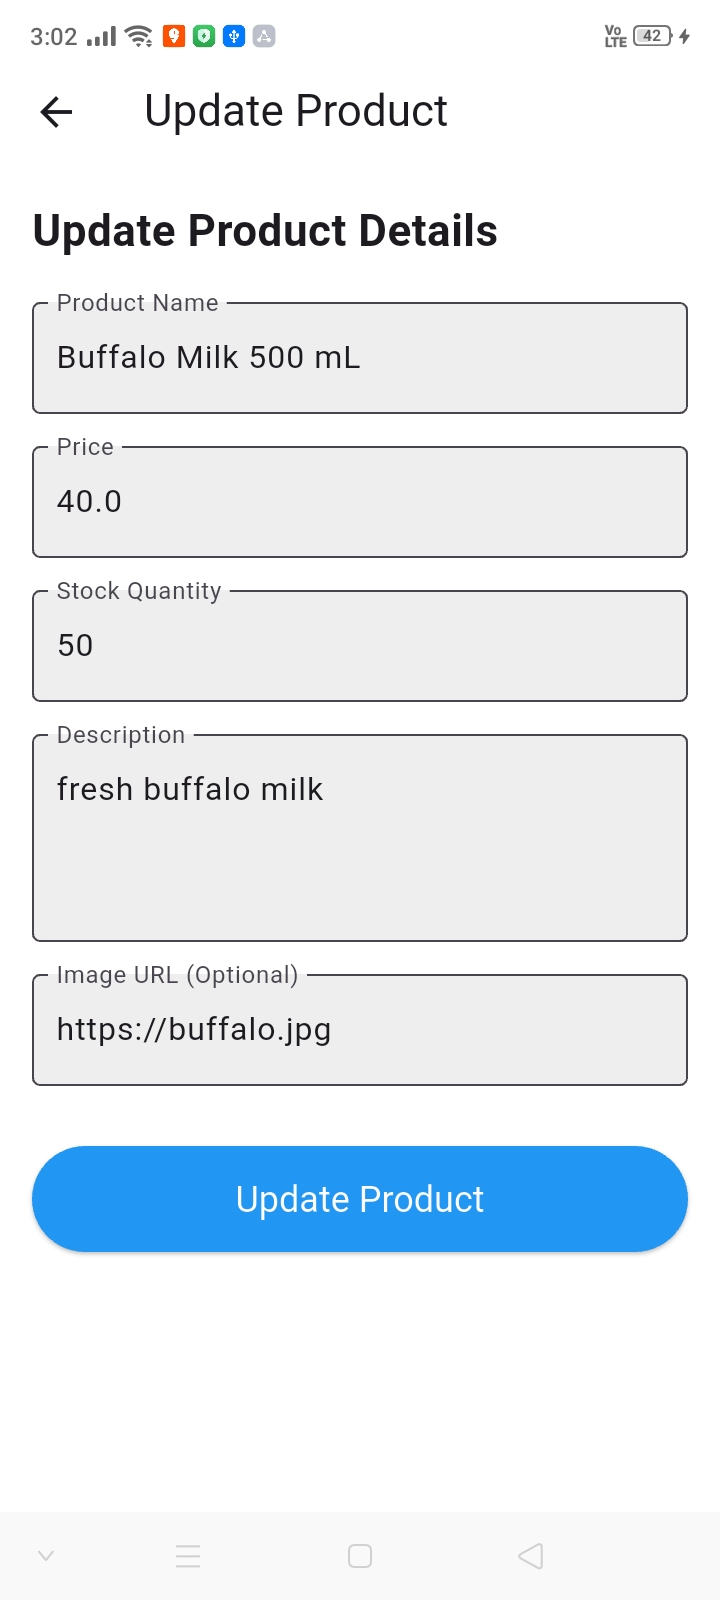 3:02
Vo
LTE
42
Update Product
Update Product Details
Product Name
Buffalo Milk 500 mL
Price
40.0
Stock Quantity
50
Description
fresh buffalo milk
Image URL (Optional)
https://buffalo.jpg
Update Product